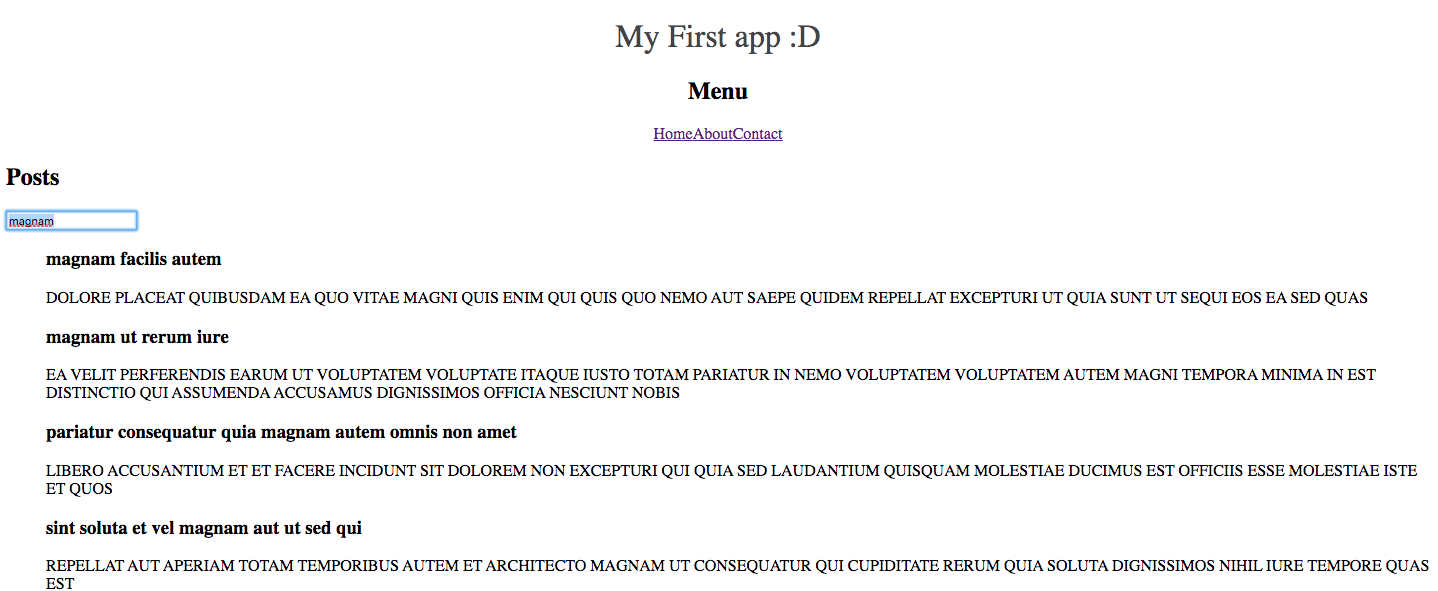 My First app :D
Menu
HomeAboutContact
Posts
magnam
magnam facilis autem
DOLORE PLACEAT QUIBUSDAM EA QUO VITAE MAGNI QUIS ENIM QUI QUIS QUO NEMO AUT SAEPE QUIDEM REPELLAT EXCEPTURI UT QUIA SUNT UT SEQUI EOS EA SED QUAS
magnam ut rerum iure
EA VELIT PERFERENDIS EARUM UT VOLUPTATEM VOLUPTATE ITAQUE IUSTO TOTAM PARIATUR IN NEMO VOLUPTATEM VOLUPTATEM AUTEM MAGNI TEMPORA MINIMA IN EST
DISTINCTIO QUI ASSUMENDA ACCUSAMUS DIGNISSIMOS OFFICIA NESCIUNT NOBIS
pariatur consequatur quia magnam autem omnis non amet
LIBERO ACCUSANTIUM ET ET FACERE INCIDUNT SIT DOLOREM NON EXCEPTURI QUI QUIA SED LAUDANTIUM QUISQUAM MOLESTIAE DUCIMUS EST OFFICIIS ESSE MOLESTIAE ISTE
ET QUOS
sint soluta et vel magnam aut ut sed qui
REPELLAT AUT APERIAM TOTAM TEMPORIBUS AUTEM ET ARCHITECTO MAGNAM UT CONSEQUATUR QUI CUPIDITATE RERUM QUIA SOLUTA DIGNISSIMOS NIHIL IURE TEMPORE QUAS
EST